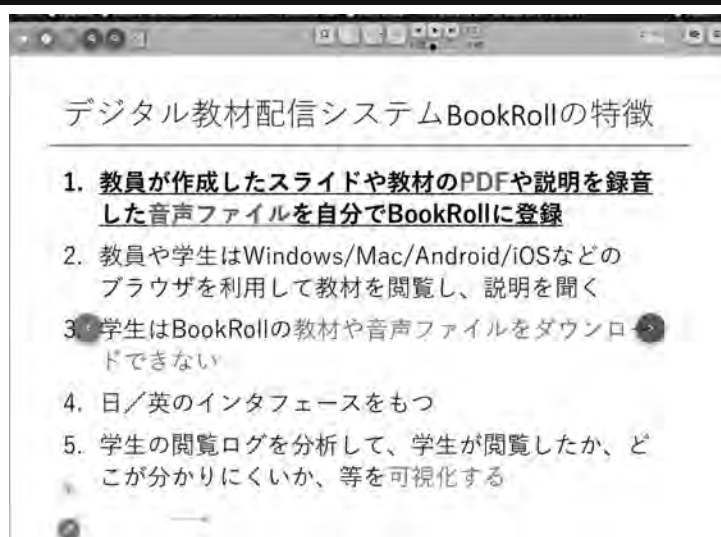 デジタル教材配信システムBookRollの特徴
1. 教員が作成したスライドや教材のPDFや説明を録音
した音声ファイルを自分でBookRollに登録
2. 教員や学生はWindows/Mac/Android/iOSなどの
ブラウザを利用して教材を閲覧し、説明を聞く
3. 学生はBookRollの教材や音声ファイルをダウンロー
ドできない
4. 日／英のインタフェースをもつ
5. 学生の閲覧ログを分析して、学生が閲覧したか、ど
こが分かりにくいか、等を可視化する